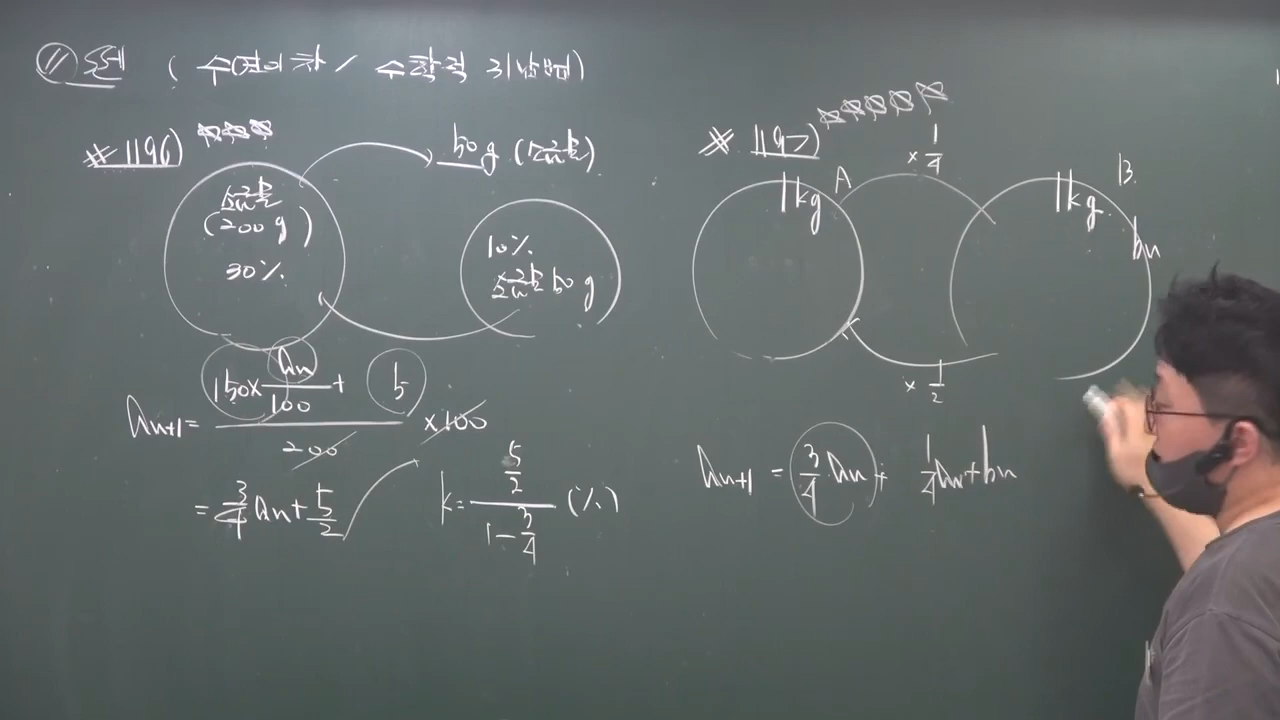 11 조건 (수열의 합 / 수학적 귀납법)
# 1196) ☆☆☆
50g (소금물)
소금물
(200g)
30%
10%
소금물 50g
aₙ₊₁ = (150 × aₙ/100 + 5) / 200 × 100
= 3/4 aₙ + 5/2
k = (5/2) / (1 - 3/4) (%)
※ 1197) ☆☆☆☆☆
× 1/4
A
1kg
B.
1kg
bₙ
× 1/2
aₙ₊₁ = 3/4 aₙ + 1/4 aₙ + bₙ